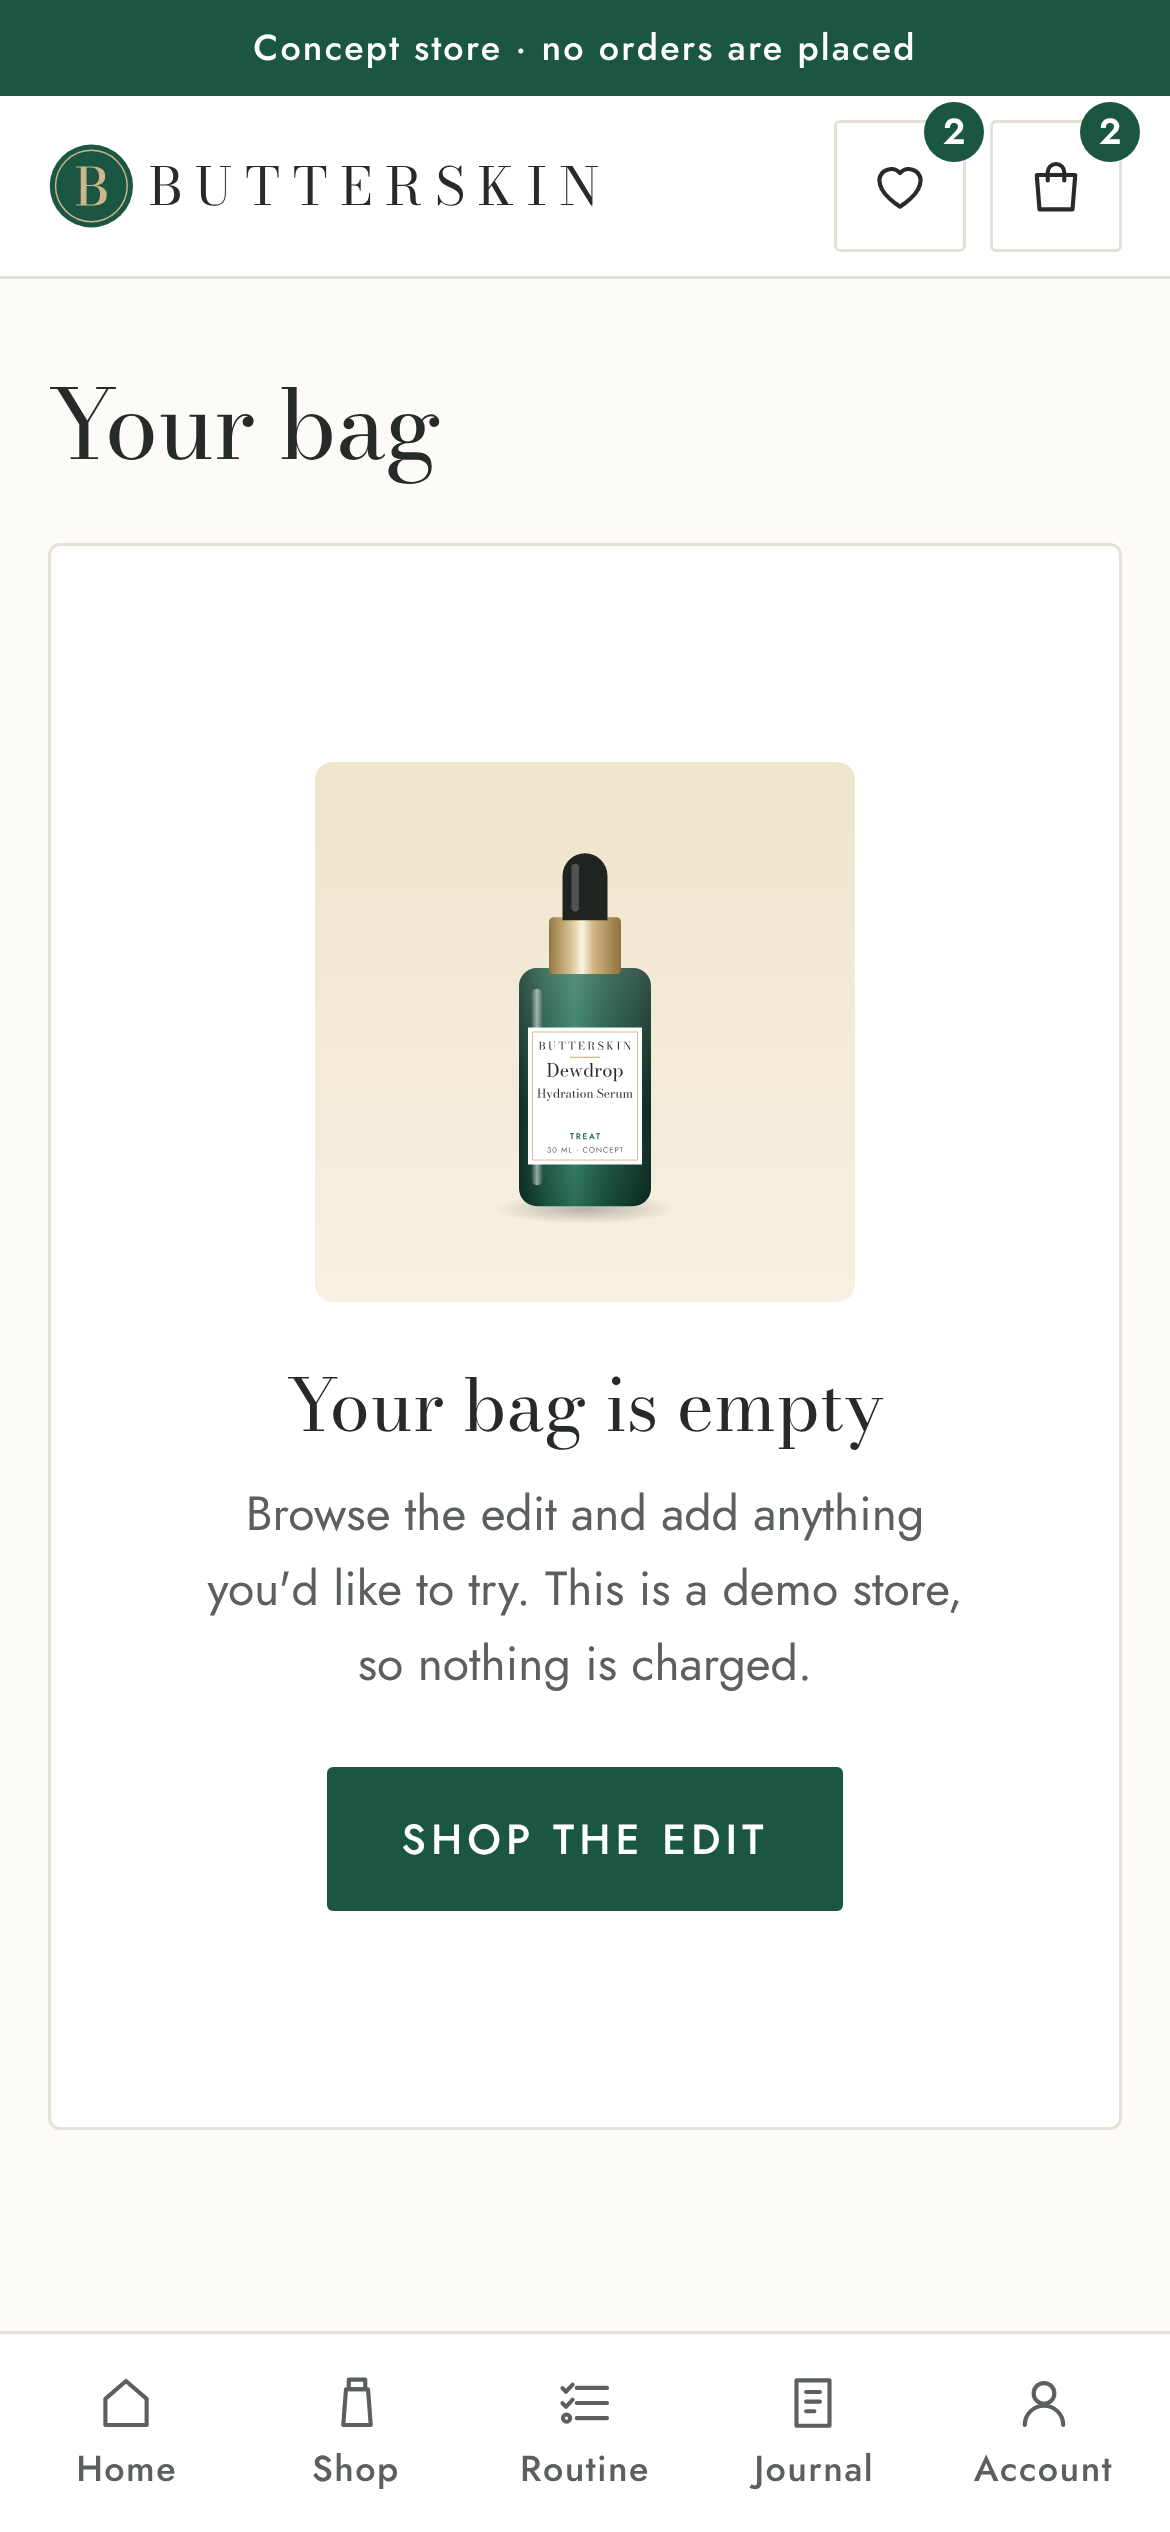 Concept store · no orders are placed
B BUTTERSKIN
2
2
Your bag
BUTTERSKIN
Dewdrop
Hydration Serum
TREAT
30 ML · CONCEPT
Your bag is empty
Browse the edit and add anything
you'd like to try. This is a demo store,
so nothing is charged.
SHOP THE EDIT
Home
Shop
Routine
Journal
Account